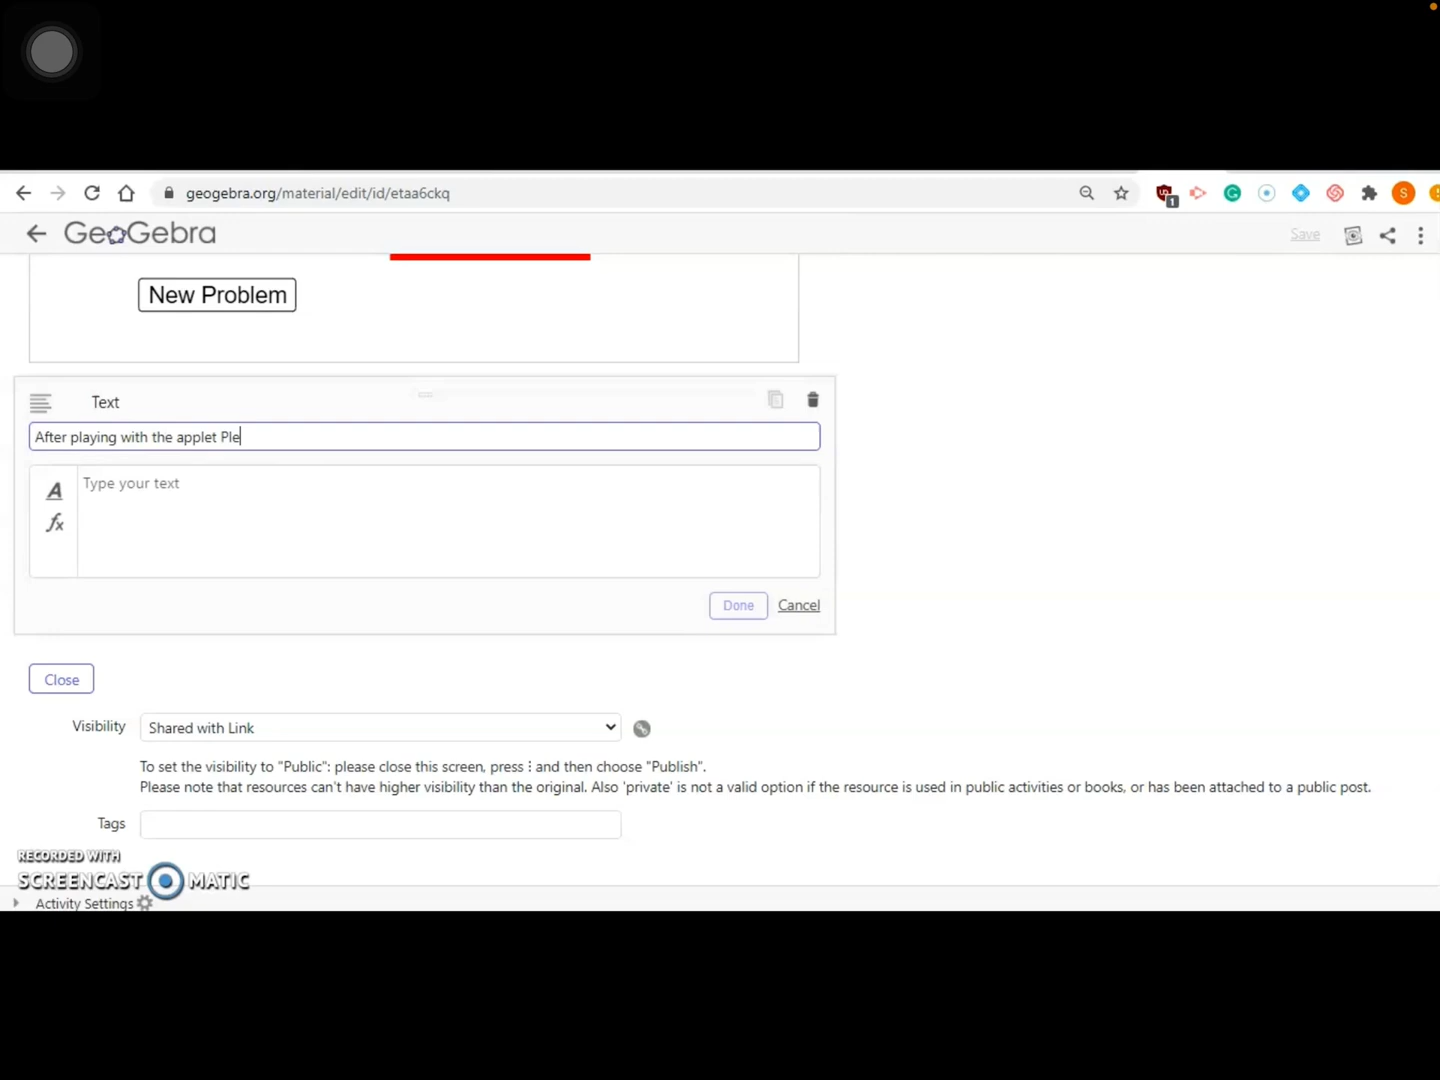 geogebra.org/material/edit/id/etaa6ckq
1
S
GeoGebra
Save
New Problem
Text
After playing with the applet Ple
A
fx
Type your text
Done
Cancel
Close
Visibility
Shared with Link
To set the visibility to "Public": please close this screen, press ⋮ and then choose "Publish".
Please note that resources can't have higher visibility than the original. Also 'private' is not a valid option if the resource is used in public activities or books, or has been attached to a public post.
Tags
RECORDED WITH
SCREENCAST MATIC
Activity Settings